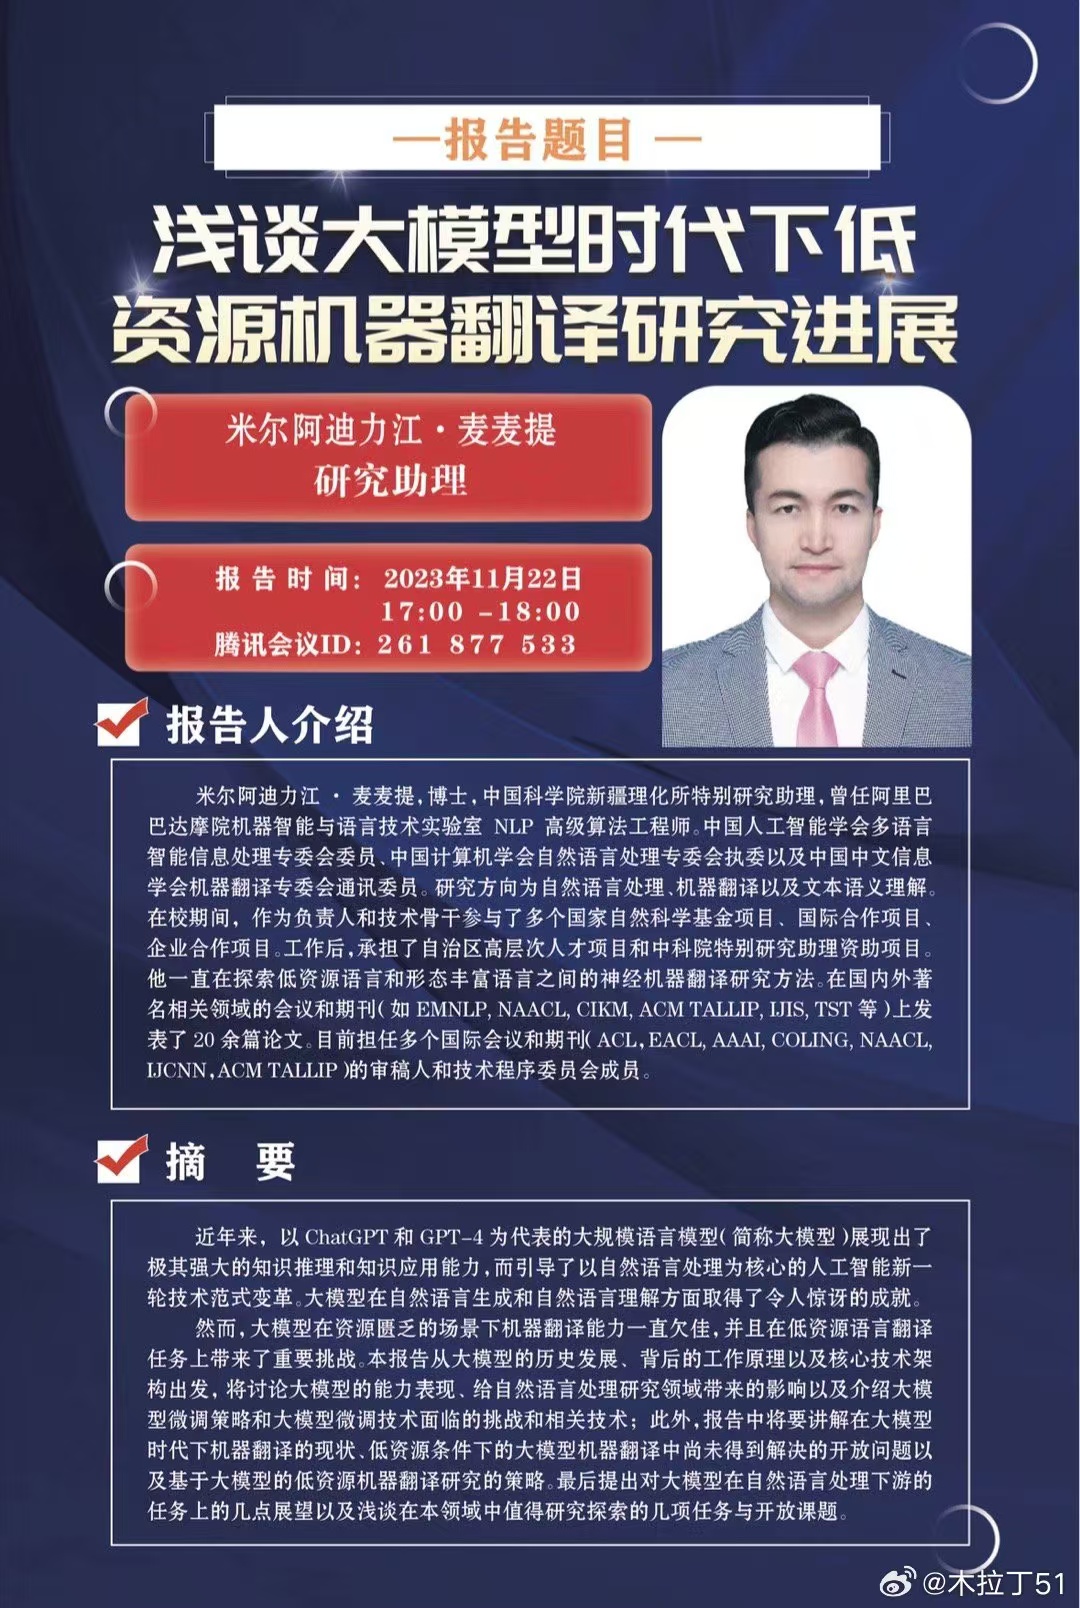 —报告题目—
浅谈大模型时代下低
资源机器翻译研究进展
米尔阿迪力江·麦麦提
研究助理
报告时间： 2023年11月22日
17:00 -18:00
腾讯会议ID: 261 877 533
报告人介绍
米尔阿迪力江·麦麦提，博士，中国科学院新疆理化所特别研究助理，曾任阿里巴
巴达摩院机器智能与语言技术实验室 NLP 高级算法工程师。中国人工智能学会多语言
智能信息处理专委会委员、中国计算机学会自然语言处理专委会执委以及中国中文信息
学会机器翻译专委会通讯委员。研究方向为自然语言处理、机器翻译以及文本语义理解。
在校期间，作为负责人和技术骨干参与了多个国家自然科学基金项目、国际合作项目、
企业合作项目。工作后，承担了自治区高层次人才项目和中科院特别研究助理资助项目。
他一直在探索低资源语言和形态丰富语言之间的神经机器翻译研究方法。在国内外著
名相关领域的会议和期刊(如 EMNLP, NAACL, CIKM, ACM TALLIP, IJIS, TST 等)上发
表了 20 余篇论文。目前担任多个国际会议和期刊( ACL, EACL, AAAI, COLING, NAACL,
IJCNN, ACM TALLIP )的审稿人和技术程序委员会成员。
摘 要
近年来，以 ChatGPT 和 GPT-4 为代表的大规模语言模型(简称大模型)展现出了
极其强大的知识推理和知识应用能力，而引导了以自然语言处理为核心的人工智能新一
轮技术范式变革。大模型在自然语言生成和自然语言理解方面取得了令人惊讶的成就。
然而，大模型在资源匮乏的场景下机器翻译能力一直欠佳，并且在低资源语言翻译
任务上带来了重要挑战。本报告从大模型的历史发展、背后的工作原理以及核心技术架
构出发，将讨论大模型的能力表现、给自然语言处理研究领域带来的影响以及介绍大模
型微调策略和大模型微调技术面临的挑战和相关技术；此外，报告中将要讲解在大模型
时代下机器翻译的现状、低资源条件下的大模型机器翻译中尚未得到解决的开放问题以
及基于大模型的低资源机器翻译研究的策略。最后提出对大模型在自然语言处理下游的
任务上的几点展望以及浅谈在本领域中值得研究探索的几项任务与开放课题。
@木拉丁51